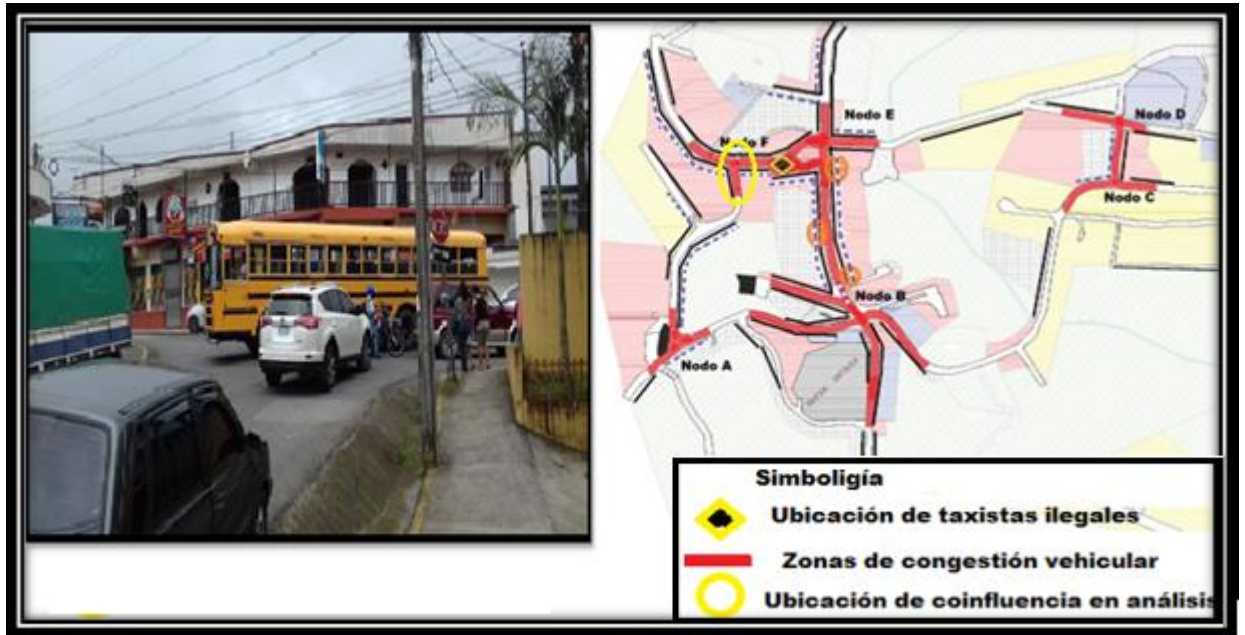 Nodo E
Nodo D
Nodo F
Nodo C
Nodo B
Nodo A
Simboligía
Ubicación de taxistas ilegales
Zonas de congestión vehicular
Ubicación de coinfluencia en análisis